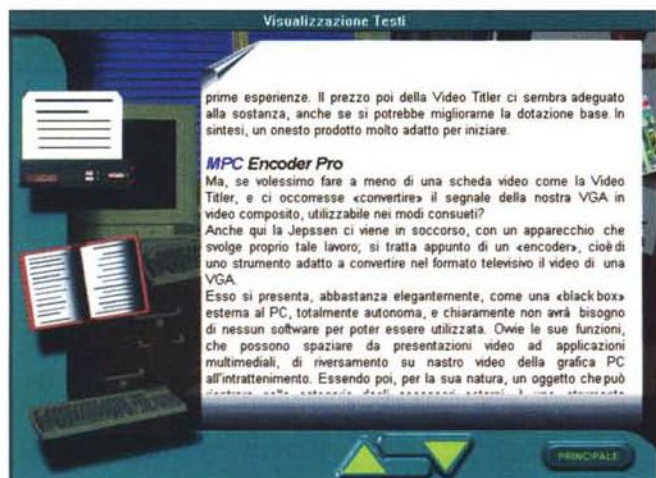 Visualizzazione Testi
prime esperienze. Il prezzo poi della Video Titler ci sembra adeguato
alla sostanza, anche se si potrebbe migliorarne la dotazione base. In
sintesi, un onesto prodotto molto adatto per iniziare.
MPC Encoder Pro
Ma, se volessimo fare a meno di una scheda video come la Video
Titler, e ci occorresse «convertire» il segnale della nostra VGA in
video composito, utilizzabile nei modi consueti?
Anche qui la Jepssen ci viene in soccorso, con un apparecchio che
svolge proprio tale lavoro; si tratta appunto di un «encoder», cioè di
uno strumento adatto a convertire nel formato televisivo il video di una
VGA.
Esso si presenta, abbastanza elegantemente, come una «black box»
esterna al PC, totalmente autonoma, e chiaramente non avrá bisogno
di nessun software per poter essere utilizzata. Ovvie le sue funzioni,
che possono spaziare da presentazioni video ad applicazioni
multimediali, di riversamento su nastro video della grafica PC
all'intrattenimento. Essendo poi, per la sua natura, un oggetto che può
PRINCIPALE